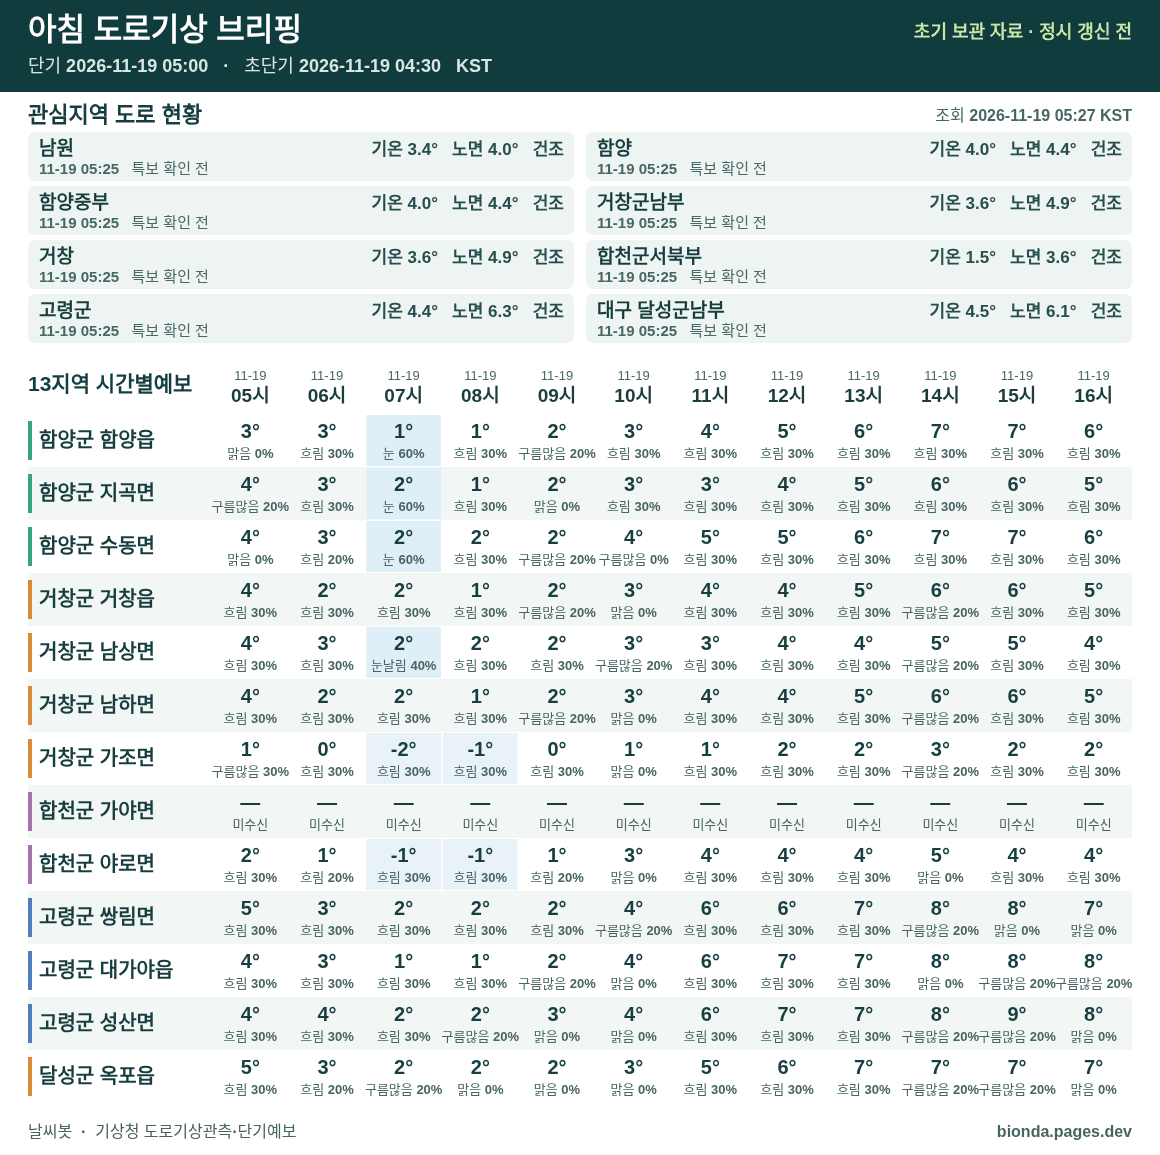 아침 도로기상 브리핑
초기 보관 자료 · 정시 갱신 전
단기 2026-11-19 05:00 · 초단기 2026-11-19 04:30 KST
관심지역 도로 현황
조회 2026-11-19 05:27 KST
남원 기온 3.4° 노면 4.0° 건조
11-19 05:25 특보 확인 전
함양 기온 4.0° 노면 4.4° 건조
11-19 05:25 특보 확인 전
함양중부 기온 4.0° 노면 4.4° 건조
11-19 05:25 특보 확인 전
거창군남부 기온 3.6° 노면 4.9° 건조
11-19 05:25 특보 확인 전
거창 기온 3.6° 노면 4.9° 건조
11-19 05:25 특보 확인 전
합천군서북부 기온 1.5° 노면 3.6° 건조
11-19 05:25 특보 확인 전
고령군 기온 4.4° 노면 6.3° 건조
11-19 05:25 특보 확인 전
대구 달성군남부 기온 4.5° 노면 6.1° 건조
11-19 05:25 특보 확인 전
13지역 시간별예보
11-19 11-19 11-19 11-19 11-19 11-19 11-19 11-19 11-19 11-19 11-19 11-19
05시 06시 07시 08시 09시 10시 11시 12시 13시 14시 15시 16시
함양군 함양읍
3° 3° 1° 1° 2° 3° 4° 5° 6° 7° 7° 6°
맑음 0% 흐림 30% 눈 60% 흐림 30% 구름많음 20% 흐림 30% 흐림 30% 흐림 30% 흐림 30% 흐림 30% 흐림 30% 흐림 30%
함양군 지곡면
4° 3° 2° 1° 2° 3° 3° 4° 5° 6° 6° 5°
구름많음 20% 흐림 30% 눈 60% 흐림 30% 맑음 0% 흐림 30% 흐림 30% 흐림 30% 흐림 30% 흐림 30% 흐림 30% 흐림 30%
함양군 수동면
4° 3° 2° 2° 2° 4° 5° 5° 6° 7° 7° 6°
맑음 0% 흐림 20% 눈 60% 흐림 30% 구름많음 20% 구름많음 0% 흐림 30% 흐림 30% 흐림 30% 흐림 30% 흐림 30% 흐림 30%
거창군 거창읍
4° 2° 2° 1° 2° 3° 4° 4° 5° 6° 6° 5°
흐림 30% 흐림 30% 흐림 30% 흐림 30% 구름많음 20% 맑음 0% 흐림 30% 흐림 30% 흐림 30% 구름많음 20% 흐림 30% 흐림 30%
거창군 남상면
4° 3° 2° 2° 2° 3° 3° 4° 4° 5° 5° 4°
흐림 30% 흐림 30% 눈날림 40% 흐림 30% 흐림 30% 구름많음 20% 흐림 30% 흐림 30% 흐림 30% 구름많음 20% 흐림 30% 흐림 30%
거창군 남하면
4° 2° 2° 1° 2° 3° 4° 4° 5° 6° 6° 5°
흐림 30% 흐림 30% 흐림 30% 흐림 30% 구름많음 20% 맑음 0% 흐림 30% 흐림 30% 흐림 30% 구름많음 20% 흐림 30% 흐림 30%
거창군 가조면
1° 0° -2° -1° 0° 1° 1° 2° 2° 3° 2° 2°
구름많음 30% 흐림 30% 흐림 30% 흐림 30% 흐림 30% 맑음 0% 흐림 30% 흐림 30% 흐림 30% 구름많음 20% 흐림 30% 흐림 30%
합천군 가야면
— — — — — — — — — — — —
미수신 미수신 미수신 미수신 미수신 미수신 미수신 미수신 미수신 미수신 미수신 미수신
합천군 야로면
2° 1° -1° -1° 1° 3° 4° 4° 4° 5° 4° 4°
흐림 30% 흐림 20% 흐림 30% 흐림 30% 흐림 20% 맑음 0% 흐림 30% 흐림 30% 흐림 30% 맑음 0% 흐림 30% 흐림 30%
고령군 쌍림면
5° 3° 2° 2° 2° 4° 6° 6° 7° 8° 8° 7°
흐림 30% 흐림 30% 흐림 30% 흐림 30% 흐림 30% 구름많음 20% 흐림 30% 흐림 30% 흐림 30% 구름많음 20% 맑음 0% 맑음 0%
고령군 대가야읍
4° 3° 1° 1° 2° 4° 6° 7° 7° 8° 8° 8°
흐림 30% 흐림 30% 흐림 30% 흐림 30% 구름많음 20% 맑음 0% 흐림 30% 흐림 30% 흐림 30% 맑음 0% 구름많음 20% 구름많음 20%
고령군 성산면
4° 4° 2° 2° 3° 4° 6° 7° 7° 8° 9° 8°
흐림 30% 흐림 30% 흐림 30% 구름많음 20% 맑음 0% 맑음 0% 흐림 30% 흐림 30% 흐림 30% 구름많음 20% 구름많음 20% 맑음 0%
달성군 옥포읍
5° 3° 2° 2° 2° 3° 5° 6° 7° 7° 7° 7°
흐림 30% 흐림 20% 구름많음 20% 맑음 0% 맑음 0% 맑음 0% 흐림 30% 흐림 30% 흐림 30% 구름많음 20% 구름많음 20% 맑음 0%
날씨봇 · 기상청 도로기상관측·단기예보
bionda.pages.dev